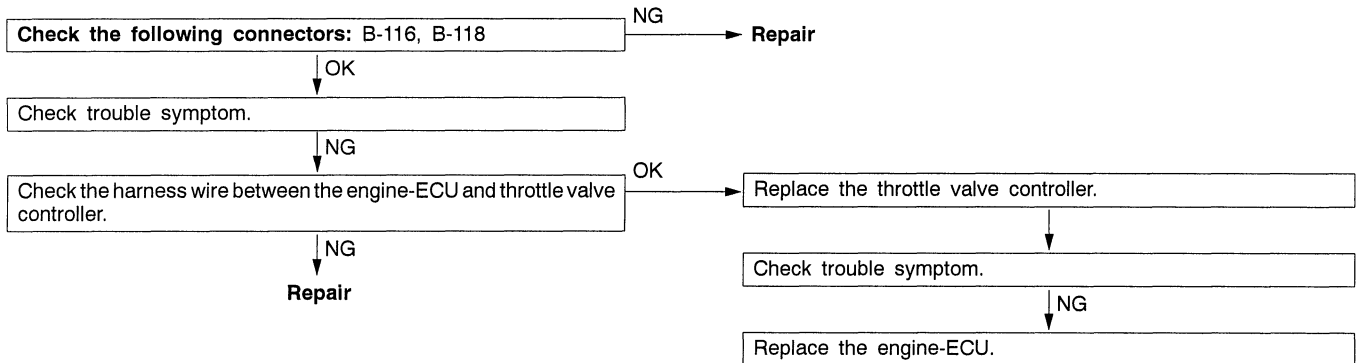 Check the following connectors: B-116, B-118
NG
Repair
OK
Check trouble symptom.
NG
Check the harness wire between the engine-ECU and throttle valve
controller.
OK
Replace the throttle valve controller.
NG
Repair
Check trouble symptom.
NG
Replace the engine-ECU.